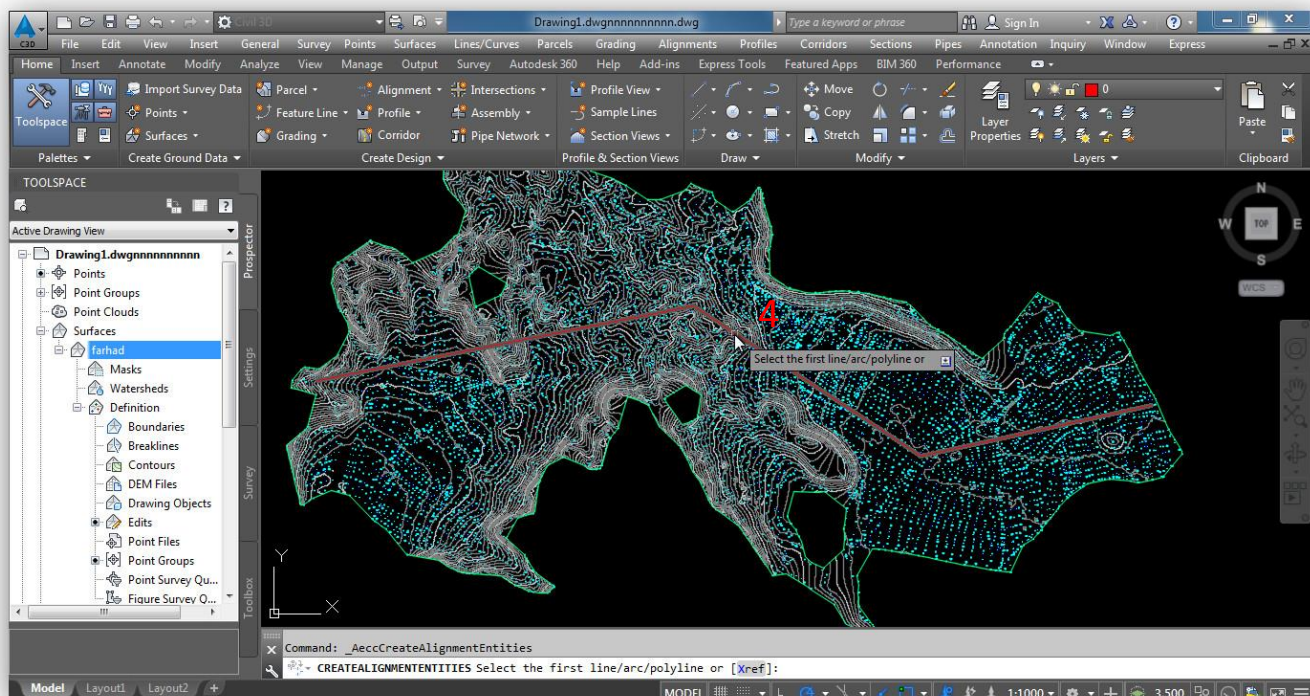 Civil 3D
Drawing1.dwgnnnnnnnnnn.dwg
Type a keyword or phrase
Sign In
C3D
File Edit View Insert General Survey Points Surfaces Lines/Curves Parcels Grading Alignments Profiles Corridors Sections Pipes Annotation Inquiry Window Express
Home Insert Annotate Modify Analyze View Manage Output Survey Autodesk 360 Help Add-ins Express Tools Featured Apps BIM 360 Performance
Toolspace
Import Survey Data
Points
Surfaces
Parcel
Feature Line
Grading
Alignment
Profile
Corridor
Intersections
Assembly
Pipe Network
Profile View
Sample Lines
Section Views
Move
Copy
Stretch
Layer
Properties
0
Paste
Palettes Create Ground Data Create Design Profile & Section Views Draw Modify Layers Clipboard
TOOLSPACE
Active Drawing View
Drawing1.dwgnnnnnnnnnn
Points
Point Groups
Point Clouds
Surfaces
farhad
Masks
Watersheds
Definition
Boundaries
Breaklines
Contours
DEM Files
Drawing Objects
Edits
Point Files
Point Groups
Point Survey Qu...
Figure Survey Q...
Prospector
Settings
Survey
Toolbox
N
W TOP E
S
WCS
4
Select the first line/arc/polyline or
Y
X
Command: _AeccCreateAlignmentEntities
CREATEALIGNMENTENTITIES Select the first line/arc/polyline or [Xref]:
Model Layout1 Layout2 +
MODEL 1:1000 3.500